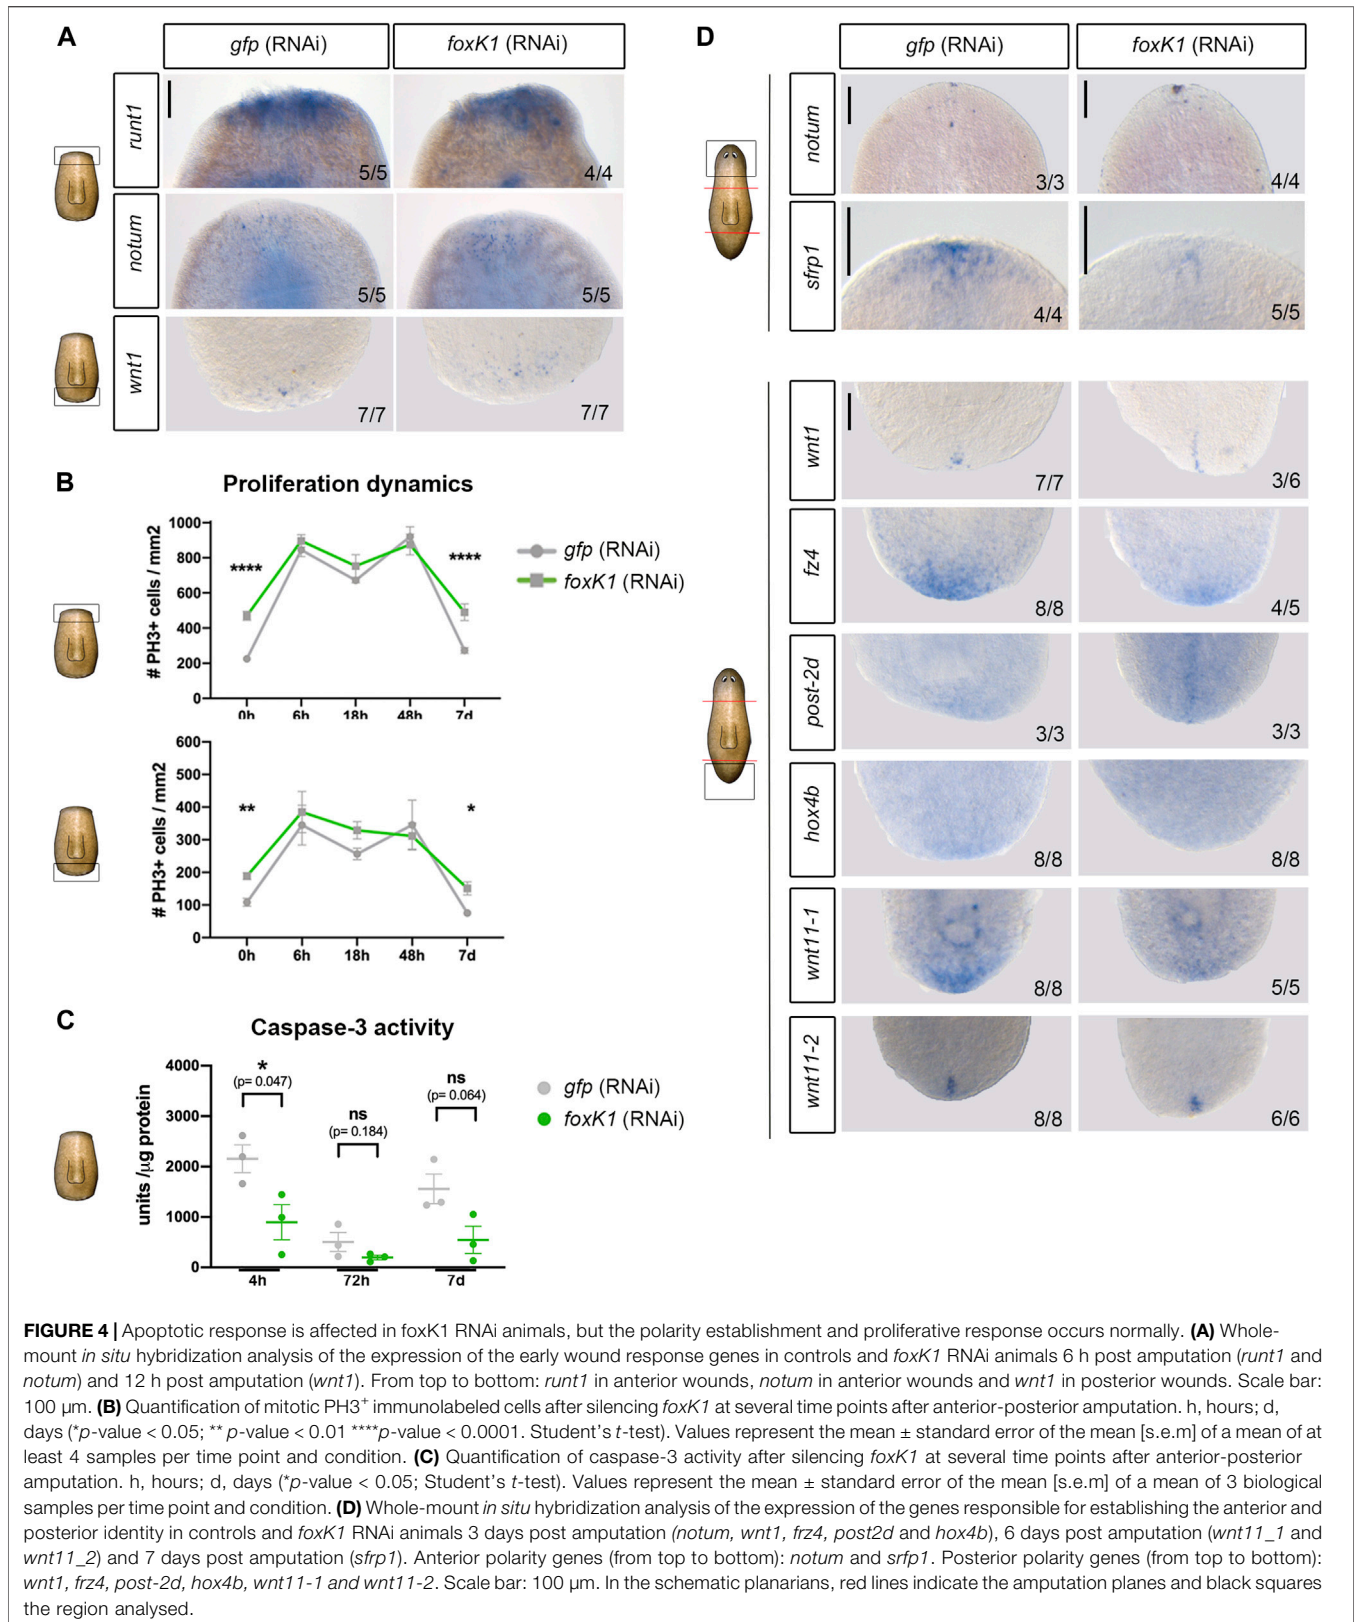 A
gfp (RNAi)
foxK1 (RNAi)
runt1
5/5
4/4
notum
5/5
5/5
wnt1
7/7
7/7
B
Proliferation dynamics
# PH3+ cells / mm2
1000
800
600
400
200
0
****
****
0h
6h
18h
48h
7d
gfp (RNAi)
foxK1 (RNAi)
# PH3+ cells / mm2
600
500
400
300
200
100
0
**
*
0h
6h
18h
48h
7d
C
Caspase-3 activity
units /µg protein
4000
3000
2000
1000
0
*
(p= 0.047)
ns
(p= 0.184)
ns
(p= 0.064)
4h
72h
7d
gfp (RNAi)
foxK1 (RNAi)
D
gfp (RNAi)
foxK1 (RNAi)
notum
3/3
4/4
sfrp1
4/4
5/5
wnt1
7/7
3/6
fz4
8/8
4/5
post-2d
3/3
3/3
hox4b
8/8
8/8
wnt11-1
8/8
5/5
wnt11-2
8/8
6/6
FIGURE 4 | Apoptotic response is affected in foxK1 RNAi animals, but the polarity establishment and proliferative response occurs normally. (A) Whole-
mount in situ hybridization analysis of the expression of the early wound response genes in controls and foxK1 RNAi animals 6 h post amputation (runt1 and
notum) and 12 h post amputation (wnt1). From top to bottom: runt1 in anterior wounds, notum in anterior wounds and wnt1 in posterior wounds. Scale bar:
100 µm. (B) Quantification of mitotic PH3+ immunolabeled cells after silencing foxK1 at several time points after anterior-posterior amputation. h, hours; d,
days (*p-value < 0.05; ** p-value < 0.01 ****p-value < 0.0001. Student's t-test). Values represent the mean ± standard error of the mean [s.e.m] of a mean of at
least 4 samples per time point and condition. (C) Quantification of caspase-3 activity after silencing foxK1 at several time points after anterior-posterior
amputation. h, hours; d, days (*p-value < 0.05; Student's t-test). Values represent the mean ± standard error of the mean [s.e.m] of a mean of 3 biological
samples per time point and condition. (D) Whole-mount in situ hybridization analysis of the expression of the genes responsible for establishing the anterior and
posterior identity in controls and foxK1 RNAi animals 3 days post amputation (notum, wnt1, frz4, post2d and hox4b), 6 days post amputation (wnt11_1 and
wnt11_2) and 7 days post amputation (sfrp1). Anterior polarity genes (from top to bottom): notum and srfp1. Posterior polarity genes (from top to bottom):
wnt1, frz4, post-2d, hox4b, wnt11-1 and wnt11-2. Scale bar: 100 µm. In the schematic planarians, red lines indicate the amputation planes and black squares
the region analysed.